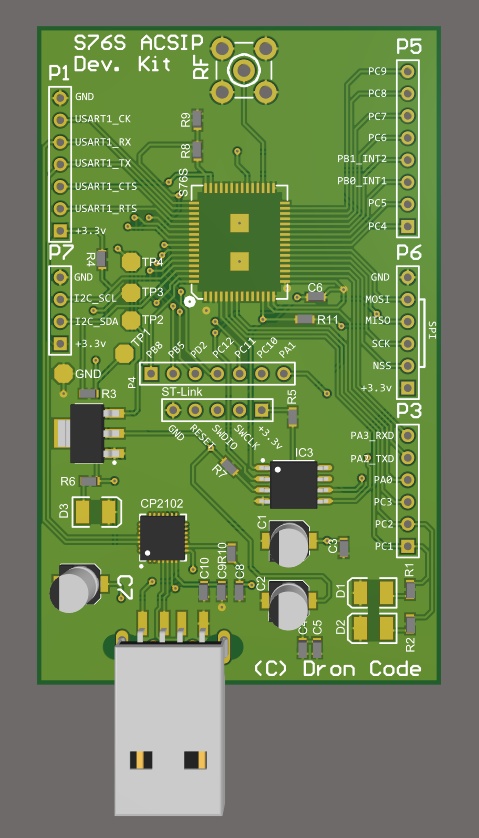 S76S ACSIP
Dev. Kit
RF
P5
PC9
PC8
PC7
PC6
PB1_INT2
PB0_INT1
PC5
PC4
P1
GND
USART1_CK
USART1_RX
USART1_TX
USART1_CTS
USART1_RTS
+3.3v
R9
R8
S76S
P7
GND
I2C_SCL
I2C_SDA
+3.3v
R4
TP4
TP3
TP2
TP1
GND
C6
R11
P6
GND
MOSI
MISO
SCK
NSS
+3.3v
SPI
P4
PB8
PB5
PD2
PC12
PC11
PC10
PA1
ST-Link
GND
RESET
SWDIO
SWCLK
+3.3v
R5
R3
R7
IC3
P3
PA3_RXD
PA2_TXD
PA0
PC3
PC2
PC1
R6
D3
CP2102
C7
C10
C9
R10
C8
C1
C2
C3
C4
C5
D1
D2
R1
R2
(C) Dron Code